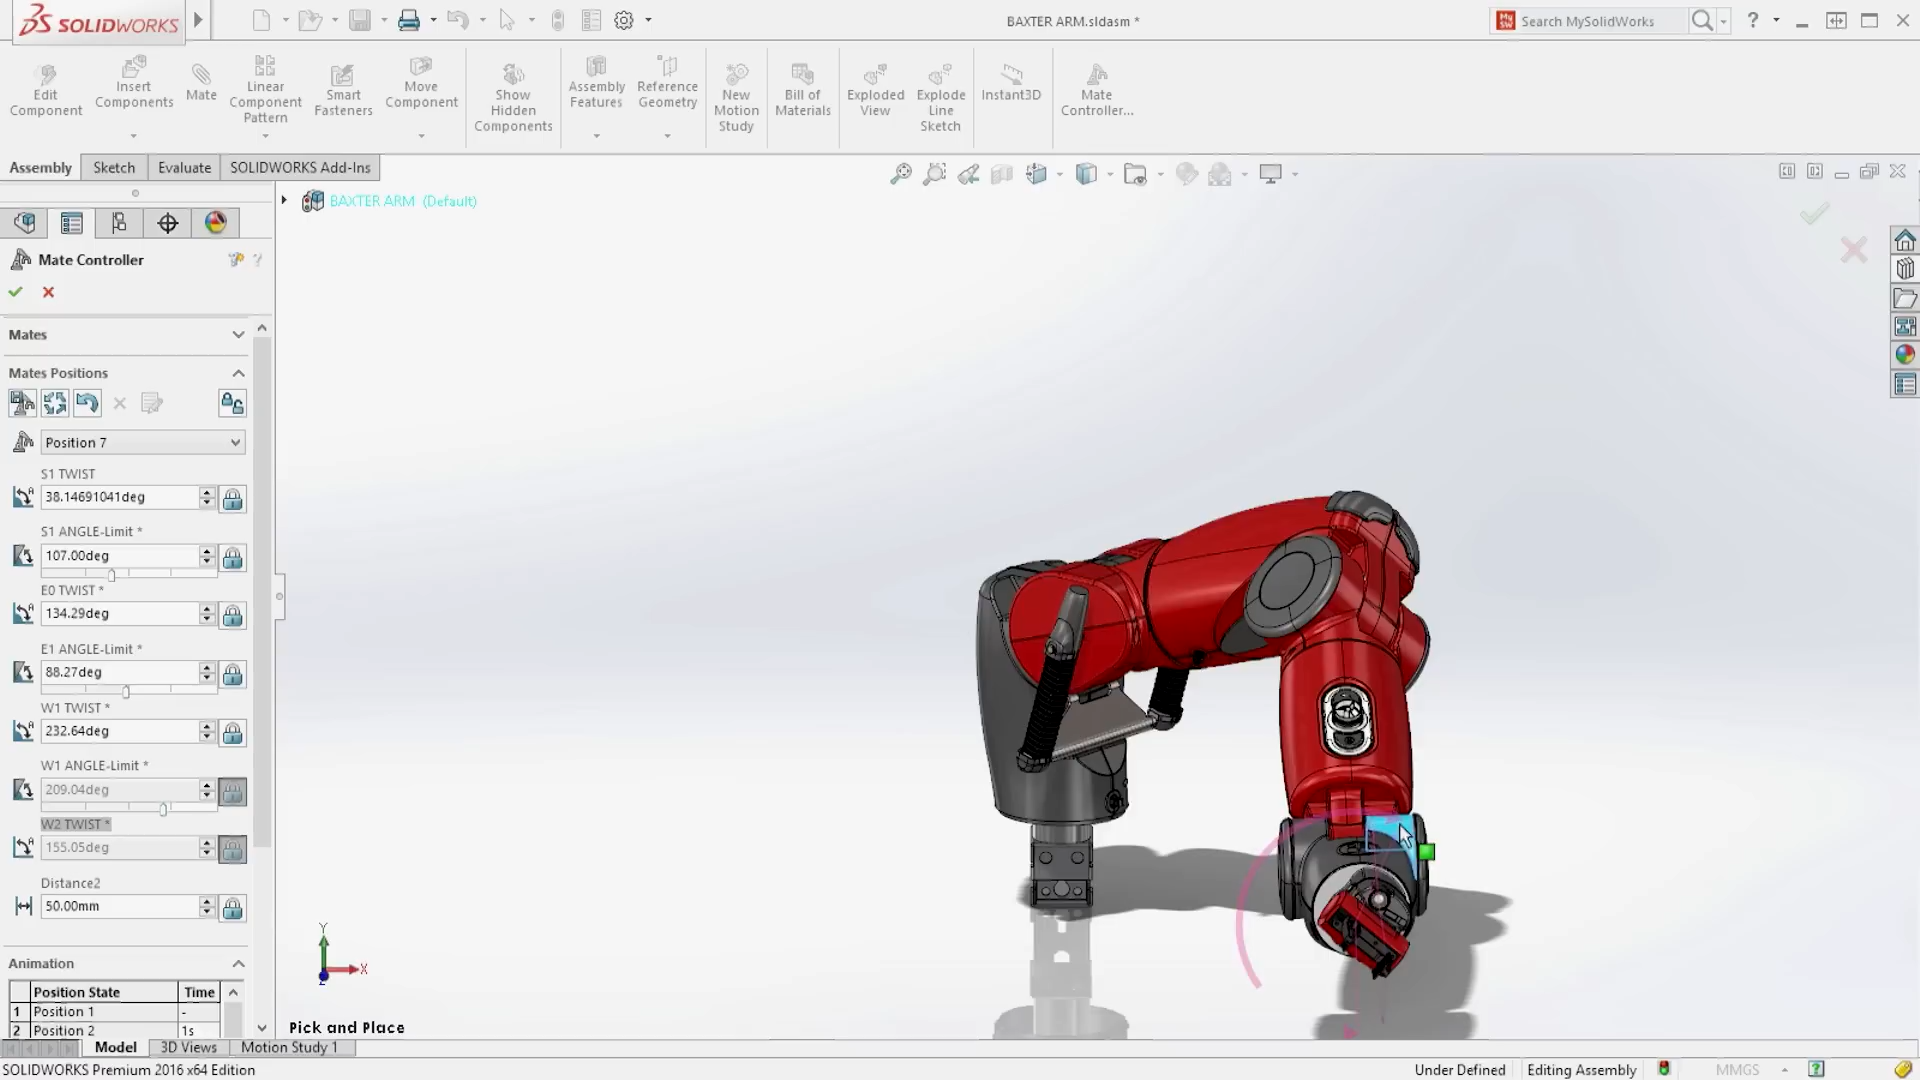 SOLIDWORKS
BAXTER ARM.sldasm *
Search MySolidWorks
Edit
Component
Insert
Components
Mate
Linear
Component
Pattern
Smart
Fasteners
Move
Component
Show
Hidden
Components
Assembly
Features
Reference
Geometry
New
Motion
Study
Bill of
Materials
Exploded
View
Explode
Line
Sketch
Instant3D
Mate
Controller...
Assembly
Sketch
Evaluate
SOLIDWORKS Add-Ins
BAXTER ARM (Default)
Mate Controller
Mates
Mates Positions
Position 7
S1 TWIST
38.14691041deg
S1 ANGLE-Limit *
107.00deg
E0 TWIST *
134.29deg
E1 ANGLE-Limit *
88.27deg
W1 TWIST *
232.64deg
W1 ANGLE-Limit *
209.04deg
W2 TWIST *
155.05deg
Distance2
50.00mm
Animation
Position State Time
1 Position 1 -
2 Position 2 1s
Y
X
Z
Pick and Place
Model
3D Views
Motion Study 1
SOLIDWORKS Premium 2016 x64 Edition
Under Defined
Editing Assembly
MMGS